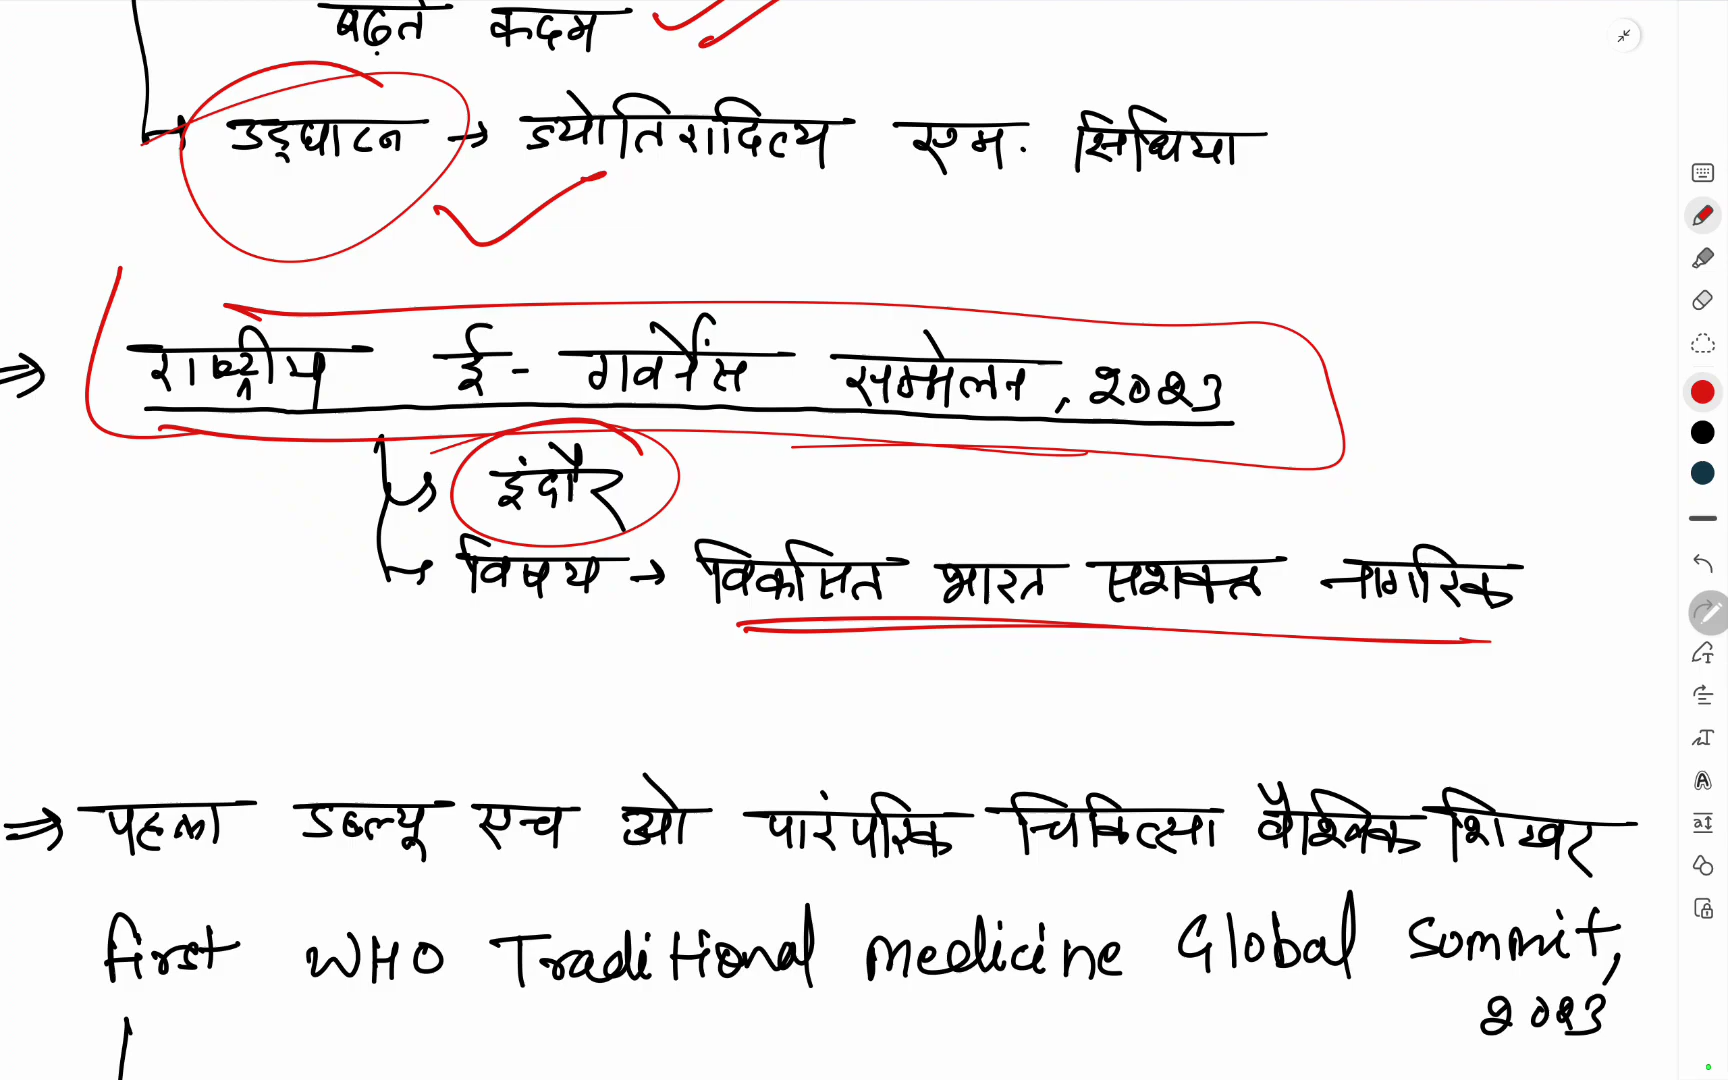 बढ़ते कदम
उद्घाटन → ज्योतिरादित्य एम. सिंधिया
⇒ राष्ट्रीय ई - गवर्नेंस सम्मेलन, 2023
↳ इंदौर
↳ विषय → विकसित भारत सशक्त नागरिक
⇒ पहला डब्ल्यू एच ओ पारंपरिक चिकित्सा वैश्विक शिखर
first WHO Traditional medicine Global Summit,
2023